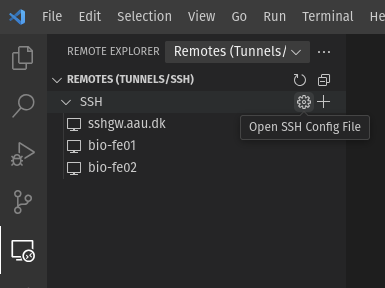 File Edit Selection View Go Run Terminal
REMOTE EXPLORER Remotes (Tunnels/
REMOTES (TUNNELS/SSH)
SSH
Open SSH Config File
sshgw.aau.dk
bio-fe01
bio-fe02